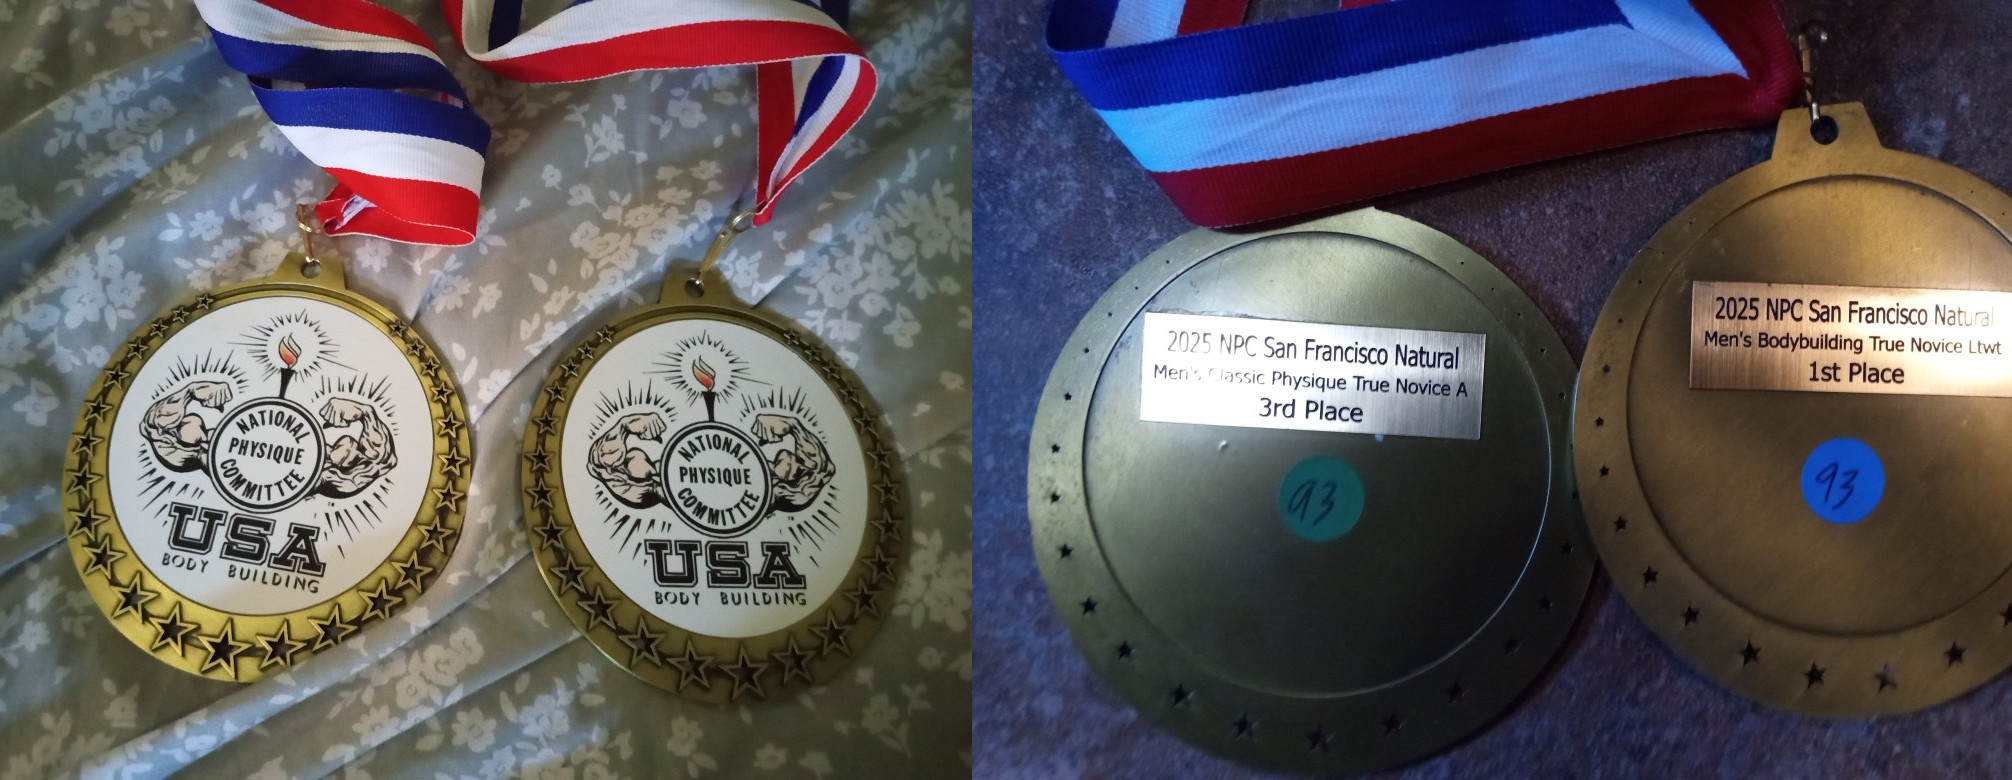 NATIONAL
PHYSIQUE
COMMITTEE
USA
BODY BUILDING
NATIONAL
PHYSIQUE
COMMITTEE
USA
BODY BUILDING
2025 NPC San Francisco Natural
Men's Classic Physique True Novice A
3rd Place
93
2025 NPC San Francisco Natural
Men's Bodybuilding True Novice Ltwt
1st Place
93